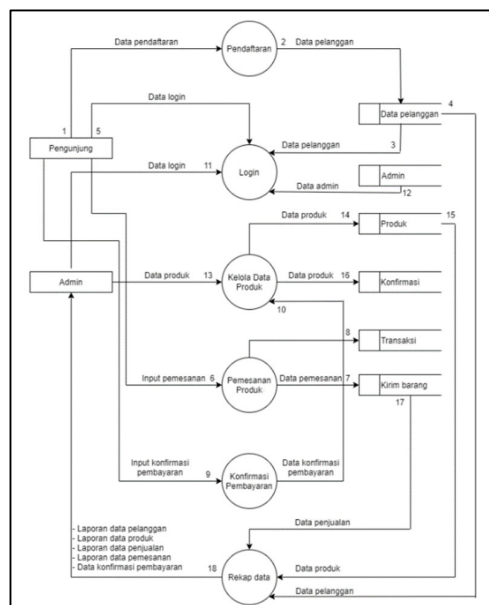 Data pendaftaran
Pendaftaran
2
Data pelanggan
Data login
4
1
5
Data pelanggan
3
Pengunjung
Data pelanggan
Data login
11
Login
Admin
Data admin
12
Data produk
14
Produk
15
Admin
Data produk
13
Kelola Data
Produk
Data produk
16
Konfirmasi
10
8
Transaksi
Input pemesanan
6
Pemesanan
Produk
Data pemesanan
7
Kirim barang
17
Input konfirmasi
pembayaran
9
Konfirmasi
Pembayaran
Data konfirmasi
pembayaran
- Laporan data pelanggan
- Laporan data produk
- Laporan data penjualan
- Laporan data pemesanan
- Data konfirmasi pembayaran
18
Rekap data
Data penjualan
Data produk
Data pelanggan